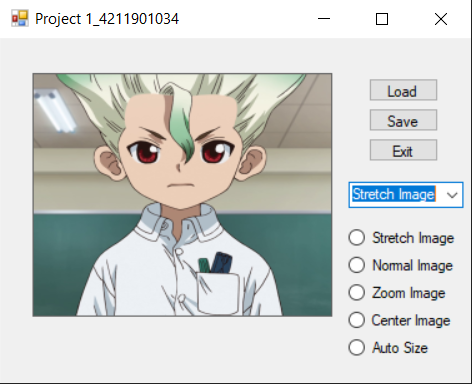 Project 1_4211901034
Load
Save
Exit
Stretch Image
Stretch Image
Normal Image
Zoom Image
Center Image
Auto Size